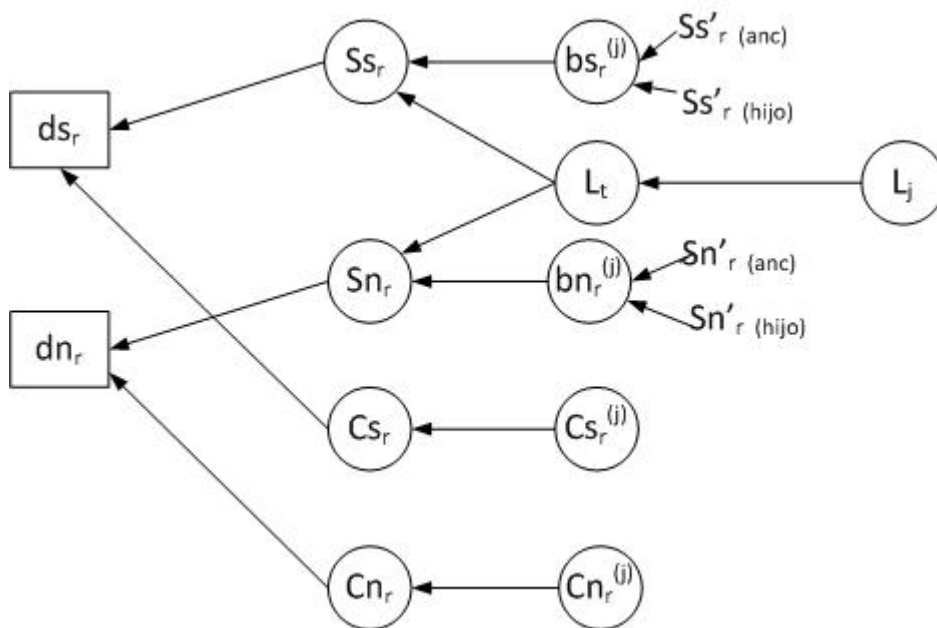 Ss'r (anc)
Ssr
bsr(j)
Ss'r (hijo)
dsr
Lt
Lj
Sn'r (anc)
Snr
bnr(j)
Sn'r (hijo)
dnr
Csr
Csr(j)
Cnr
Cnr(j)